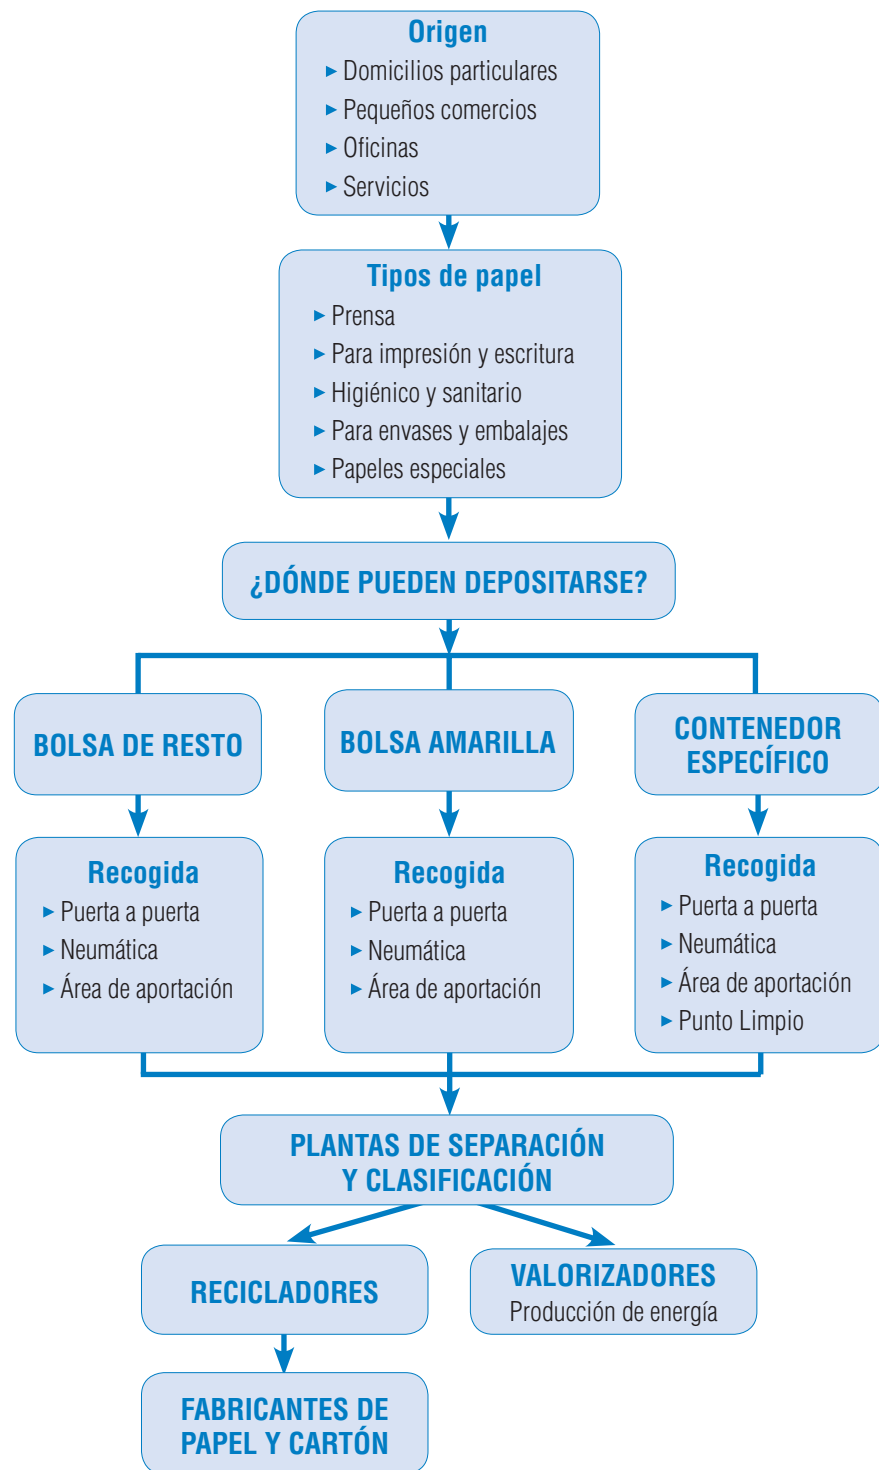 Origen
Domicilios particulares
Pequeños comercios
Oficinas
Servicios
Tipos de papel
Prensa
Para impresión y escritura
Higiénico y sanitario
Para envases y embalajes
Papeles especiales
¿DÓNDE PUEDEN DEPOSITARSE?
BOLSA DE RESTO
BOLSA AMARILLA
CONTENEDOR
ESPECÍFICO
Recogida
Puerta a puerta
Neumática
Área de aportación
Recogida
Puerta a puerta
Neumática
Área de aportación
Recogida
Puerta a puerta
Neumática
Área de aportación
Punto Limpio
PLANTAS DE SEPARACIÓN
Y CLASIFICACIÓN
RECICLADORES
VALORIZADORES
Producción de energía
FABRICANTES DE
PAPEL Y CARTÓN